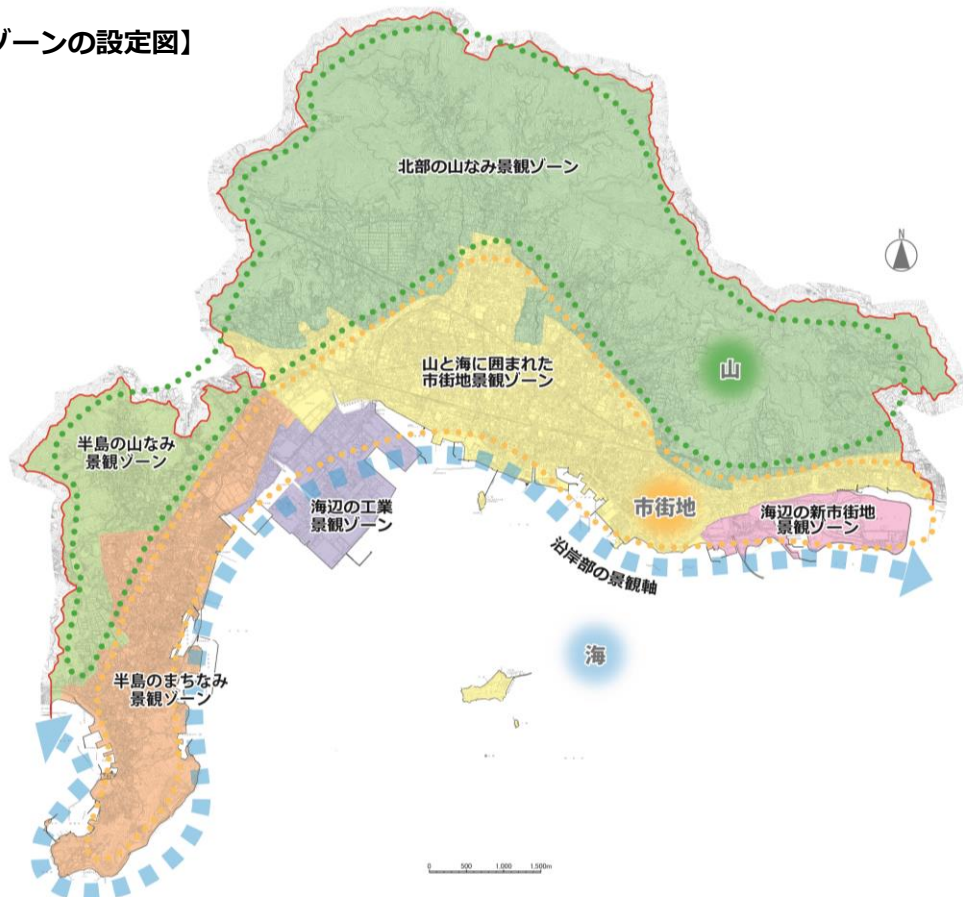 ゾーンの設定図】
北部の山なみ景観ゾーン
N
山と海に囲まれた
市街地景観ゾーン
山
半島の山なみ
景観ゾーン
海辺の工業
景観ゾーン
市街地
海辺の新市街地
景観ゾーン
沿岸部の景観軸
海
半島のまちなみ
景観ゾーン
0 500 1,000 1,500m